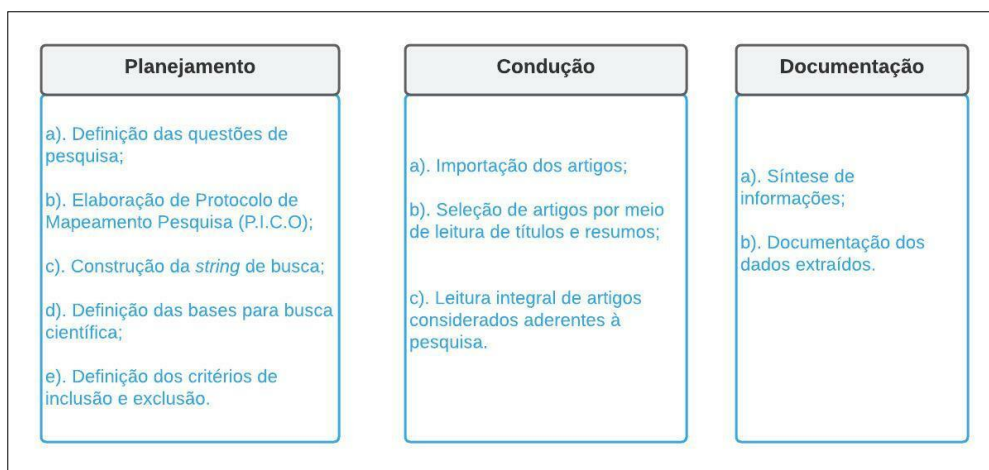 Planejamento
a). Definição das questões de
pesquisa;
b). Elaboração de Protocolo de
Mapeamento Pesquisa (P.I.C.O);
c). Construção da string de busca;
d). Definição das bases para busca
científica;
e). Definição dos critérios de
inclusão e exclusão.
Condução
a). Importação dos artigos;
b). Seleção de artigos por meio
de leitura de títulos e resumos;
c). Leitura integral de artigos
considerados aderentes à
pesquisa.
Documentação
a). Síntese de
informações;
b). Documentação dos
dados extraídos.